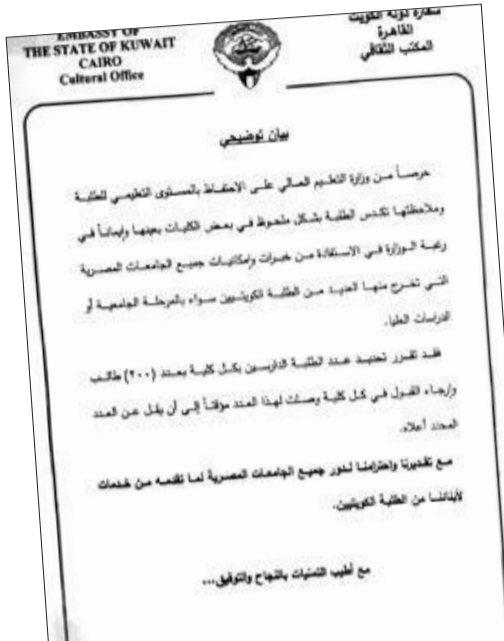 EMBASSY OF
THE STATE OF KUWAIT
CAIRO
Cultural Office
سفارة دولة الكويت
القاهرة
المكتب الثقافي
بيان توضيحي
حرصاً من وزارة التعليم العالي على الاحتفاظ بالمستوى التعليمي للطلبة
وملاحظتها تكدس الطلبة بشكل ملحوظ في بعض الكليات بعينها وإيماناً في
رغبة الوزارة في الاستفادة من خبرات وإمكانيات جميع الجامعات المصرية
التي تخرج منها العديد من الطلبة الكويتيين سواء بالمرحلة الجامعية أو
الدراسات العليا.
فقد تقرر تحديد عدد الطلبة الدارسين بكل كلية بعدد (٢٠٠) طالب
وإرجاء القبول في كل كلية وصلت لهذا العدد مؤقتاً إلى أن يقل عن العدد
المحدد أعلاه.
مع تقديرنا واحترامنا لدور جميع الجامعات المصرية لما تقدمه من خدمات
لأبنائنا من الطلبة الكويتيين.
مع أطيب التمنيات بالنجاح والتوفيق...